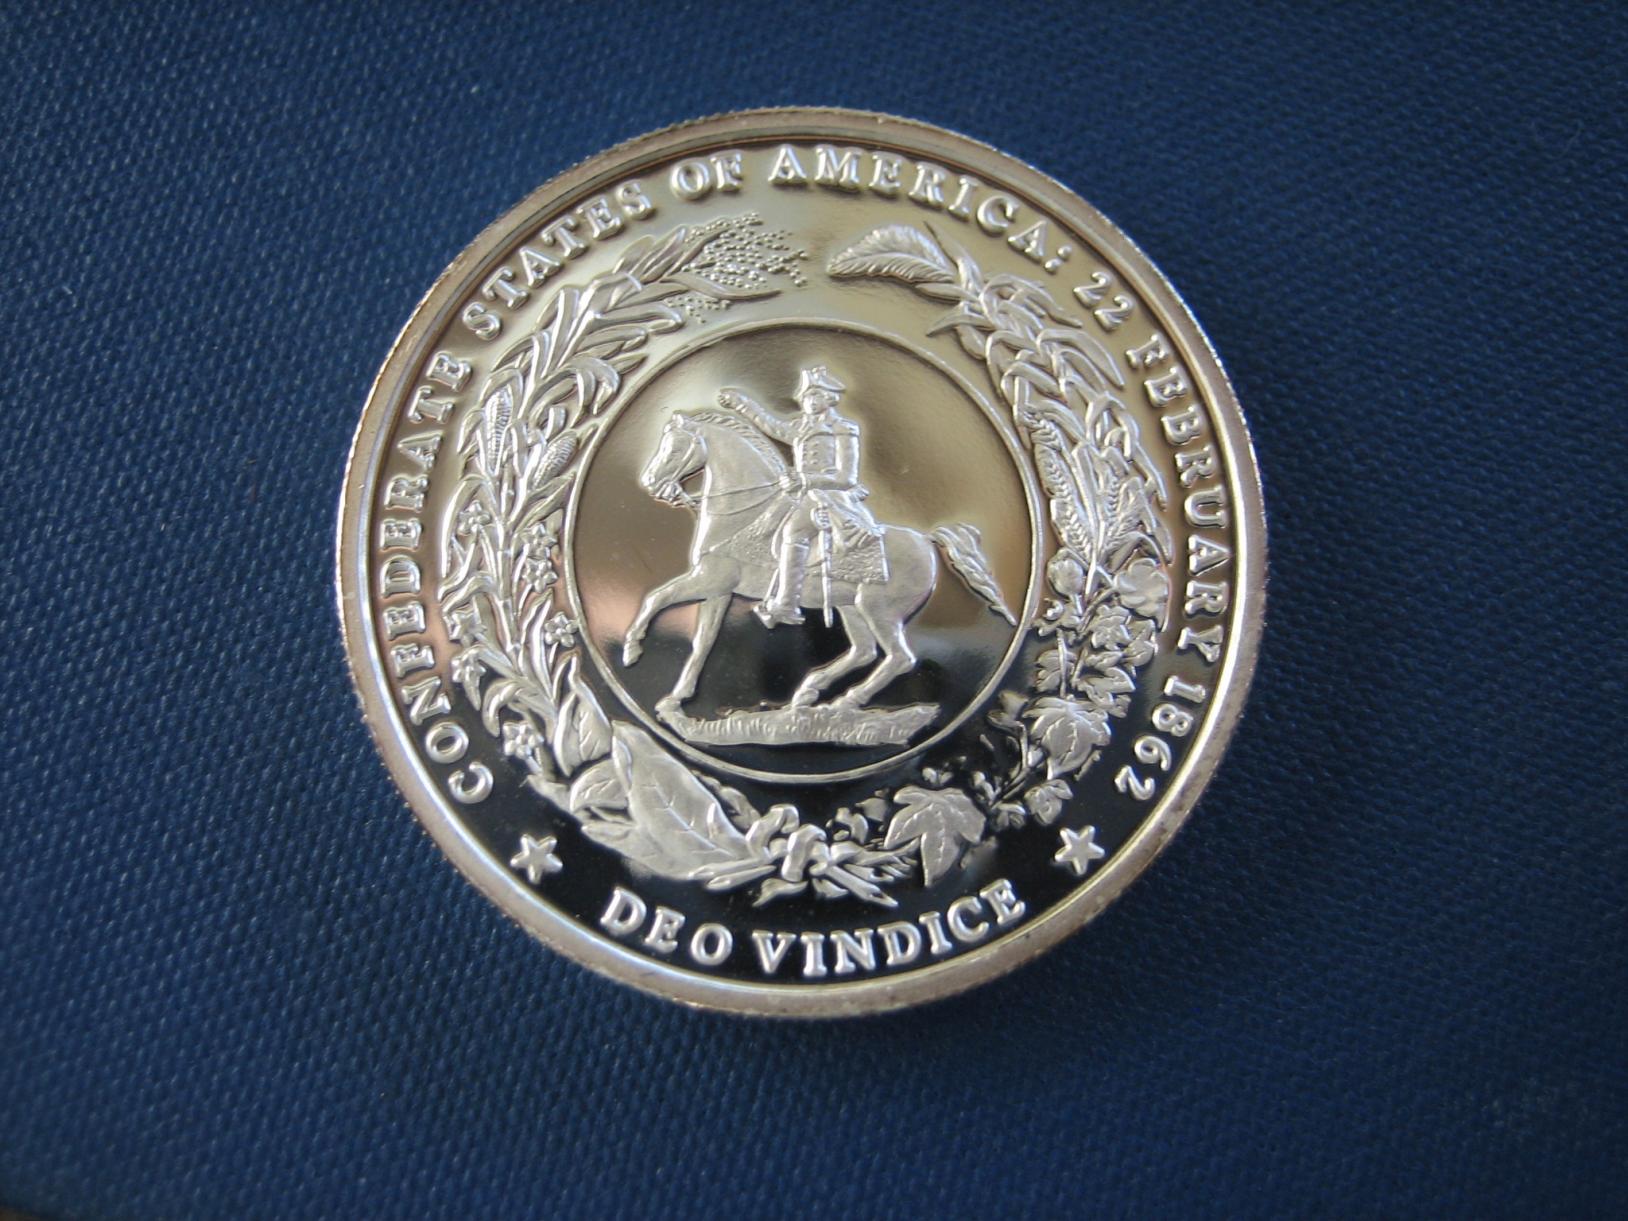 CONFEDERATE STATES OF AMERICA: 22 FEBRUARY 1862
DEO VINDICE